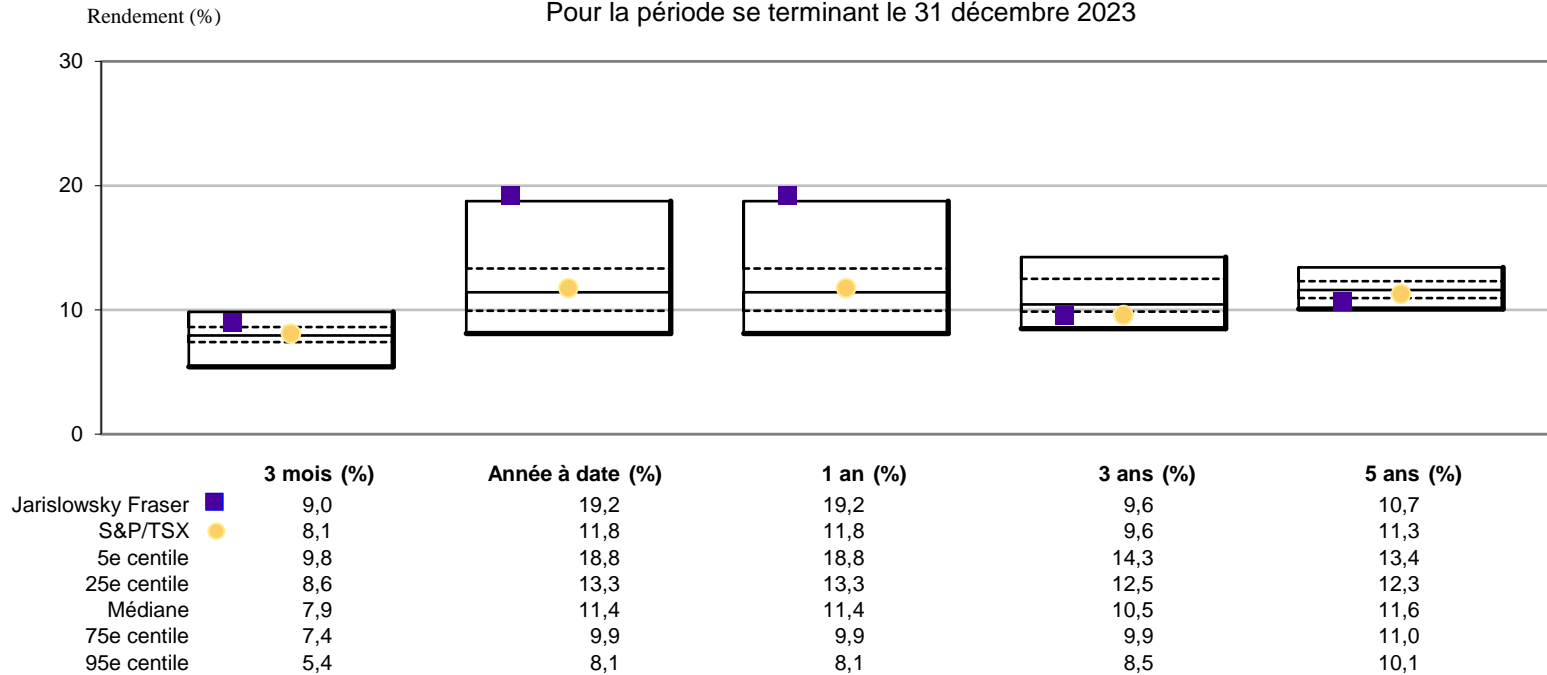 Pour la période se terminant le 31 décembre 2023
Rendement (%)
30
20
10
0
3 mois (%) Année à date (%) 1 an (%) 3 ans (%) 5 ans (%)
Jarislowsky Fraser 9,0 19,2 19,2 9,6 10,7
S&P/TSX 8,1 11,8 11,8 9,6 11,3
5e centile 9,8 18,8 18,8 14,3 13,4
25e centile 8,6 13,3 13,3 12,5 12,3
Médiane 7,9 11,4 11,4 10,5 11,6
75e centile 7,4 9,9 9,9 9,9 11,0
95e centile 5,4 8,1 8,1 8,5 10,1